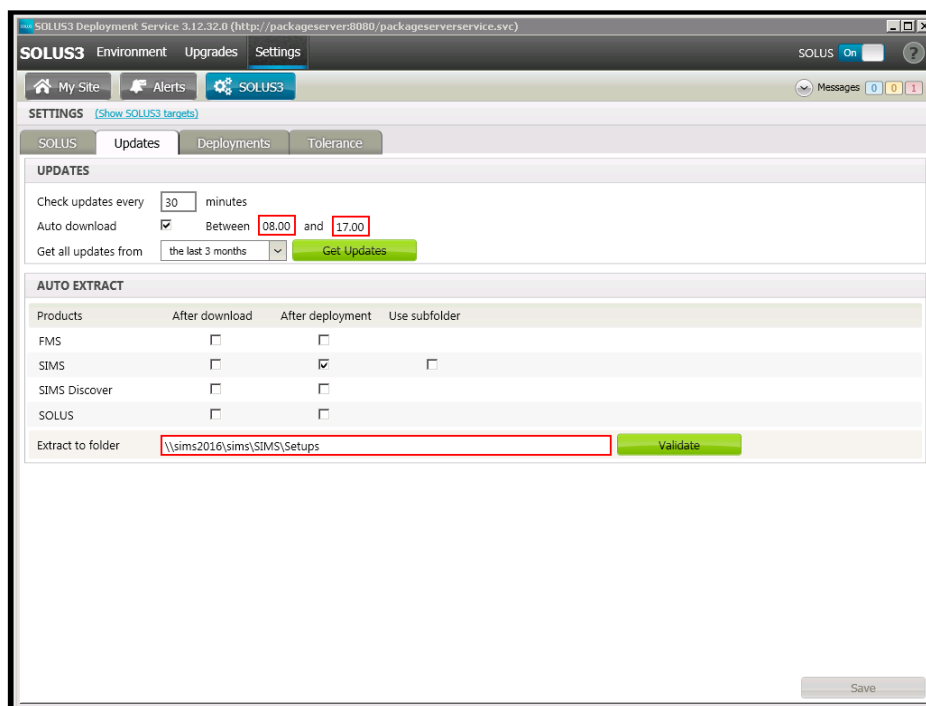 SOLUS3 Deployment Service 3.12.32.0 (http://packageserver:8080/packageserverservice.svc)
SOLUS3 Environment Upgrades Settings SOLUS On ?
My Site Alerts SOLUS3 Messages 0 0 1
SETTINGS (Show SOLUS3 targets)
SOLUS Updates Deployments Tolerance
UPDATES
Check updates every 30 minutes
Auto download Between 08.00 and 17.00
Get all updates from the last 3 months Get Updates
AUTO EXTRACT
Products After download After deployment Use subfolder
FMS
SIMS
SIMS Discover
SOLUS
Extract to folder \\sims2016\sims\SIMS\Setups Validate
Save